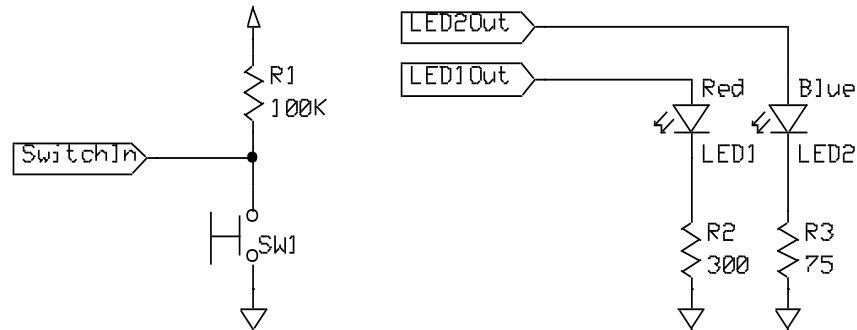 R1
100K
SwitchIn
SW1
LED2Out
LED1Out
Red
Blue
LED1
LED2
R2
300
R3
75